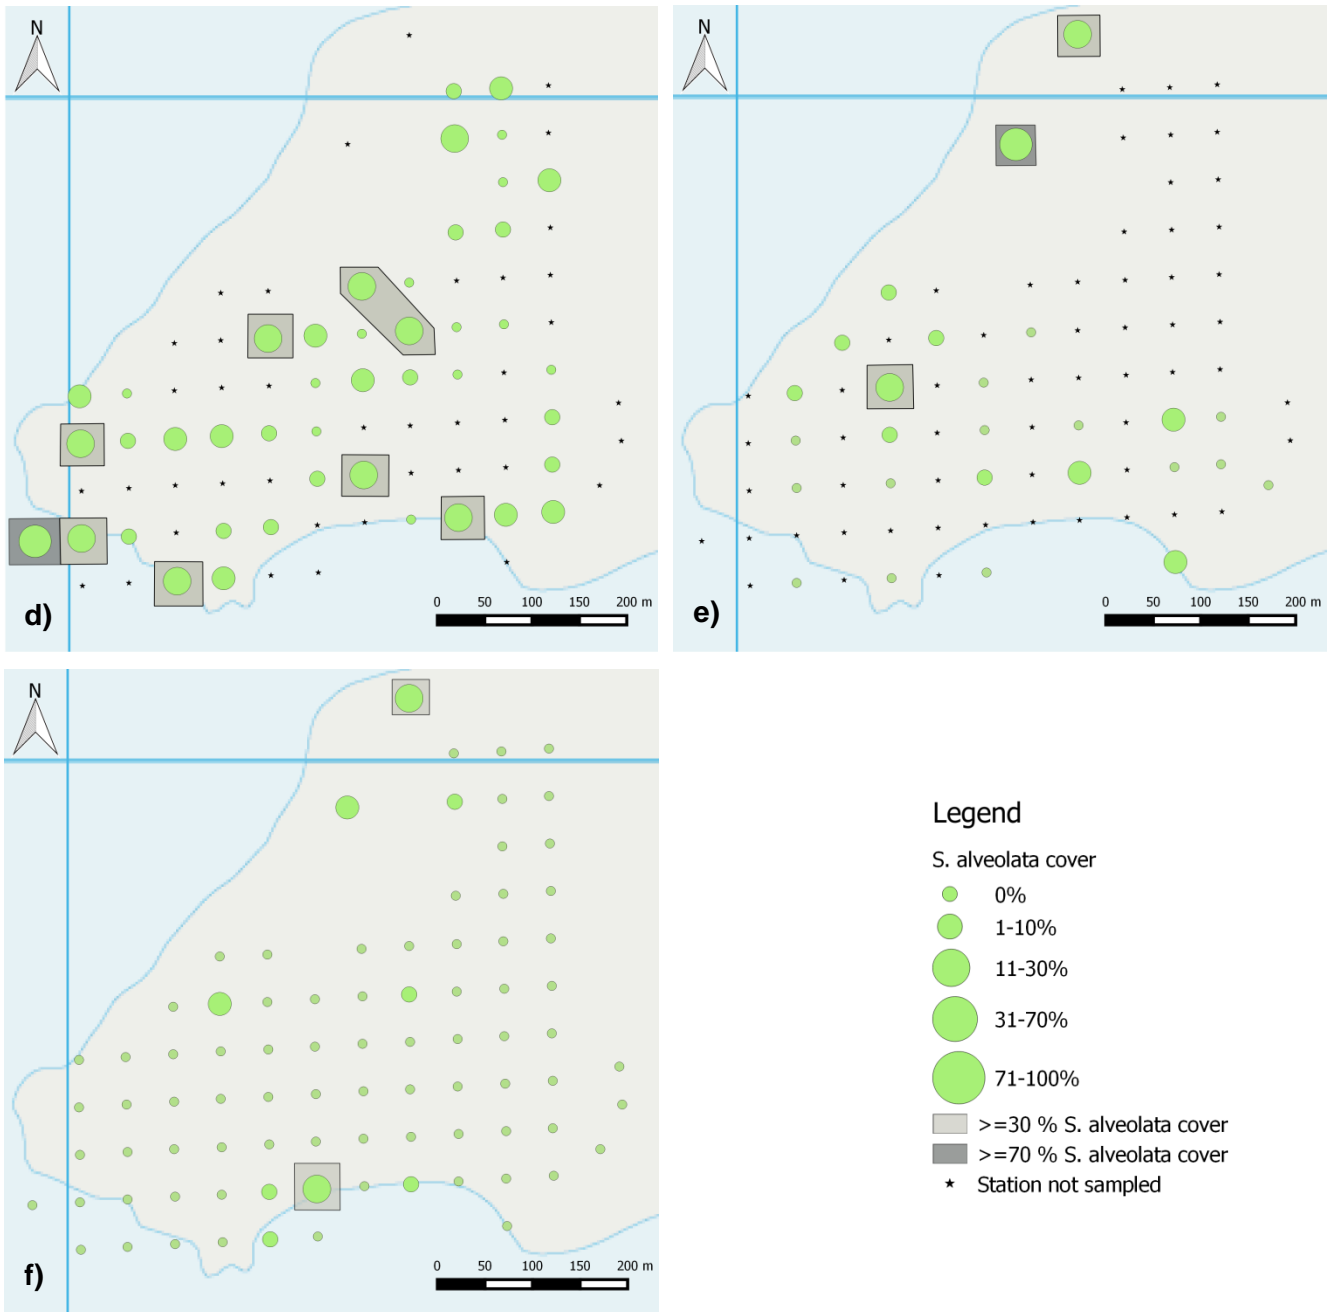 N
d)
0 50 100 150 200 m
N
e)
0 50 100 150 200 m
N
f)
0 50 100 150 200 m
Legend
S. alveolata cover
0%
1-10%
11-30%
31-70%
71-100%
>=30 % S. alveolata cover
>=70 % S. alveolata cover
Station not sampled